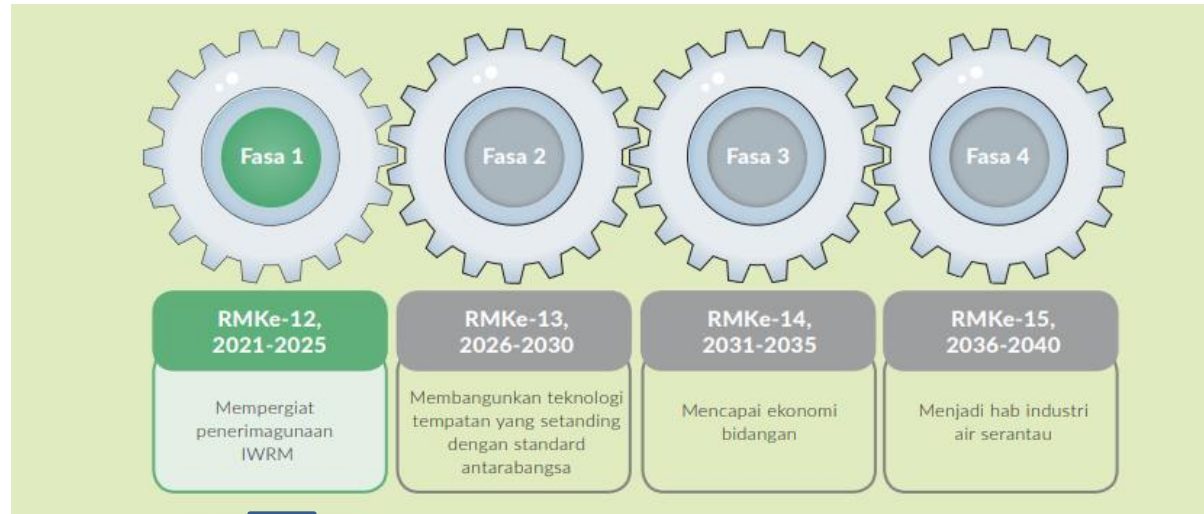 Fasa 1
Fasa 2
Fasa 3
Fasa 4
RMKe-12,
2021-2025
Mempergiat
penerimagunaan
IWRM
RMKe-13,
2026-2030
Membangunkan teknologi
tempatan yang setanding
dengan standard
antarabangsa
RMKe-14,
2031-2035
Mencapai ekonomi
bidangan
RMKe-15,
2036-2040
Menjadi hab industri
air serantau